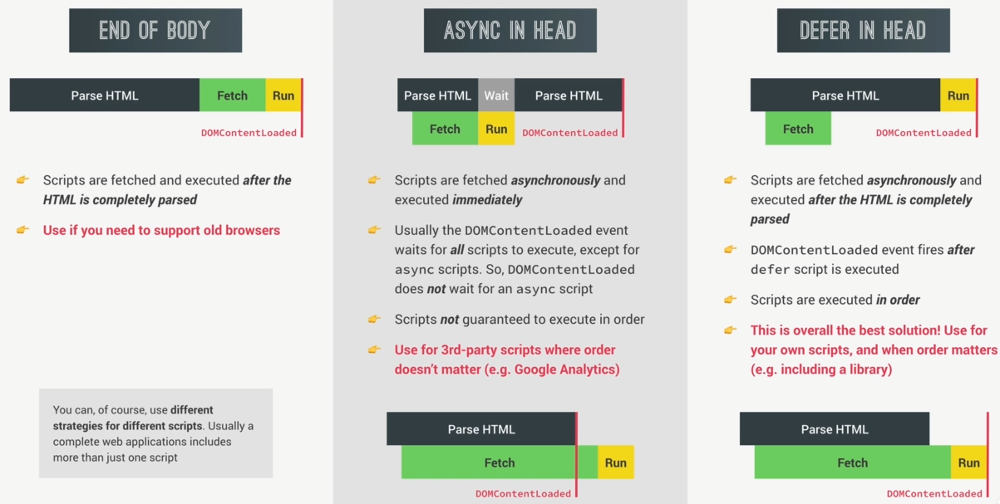 END OF BODY
Parse HTML
Fetch
Run
DOMContentLoaded
Scripts are fetched and executed after the
HTML is completely parsed
Use if you need to support old browsers
You can, of course, use different
strategies for different scripts. Usually a
complete web applications includes
more than just one script
ASYNC IN HEAD
Parse HTML
Wait
Parse HTML
Fetch
Run
DOMContentLoaded
Scripts are fetched asynchronously and
executed immediately
Usually the DOMContentLoaded event
waits for all scripts to execute, except for
async scripts. So, DOMContentLoaded
does not wait for an async script
Scripts not guaranteed to execute in order
Use for 3rd-party scripts where order
doesn't matter (e.g. Google Analytics)
Parse HTML
Fetch
Run
DOMContentLoaded
DEFER IN HEAD
Parse HTML
Run
Fetch
DOMContentLoaded
Scripts are fetched asynchronously and
executed after the HTML is completely
parsed
DOMContentLoaded event fires after
defer script is executed
Scripts are executed in order
This is overall the best solution! Use for
your own scripts, and when order matters
(e.g. including a library)
Parse HTML
Fetch
Run
DOMContentLoaded